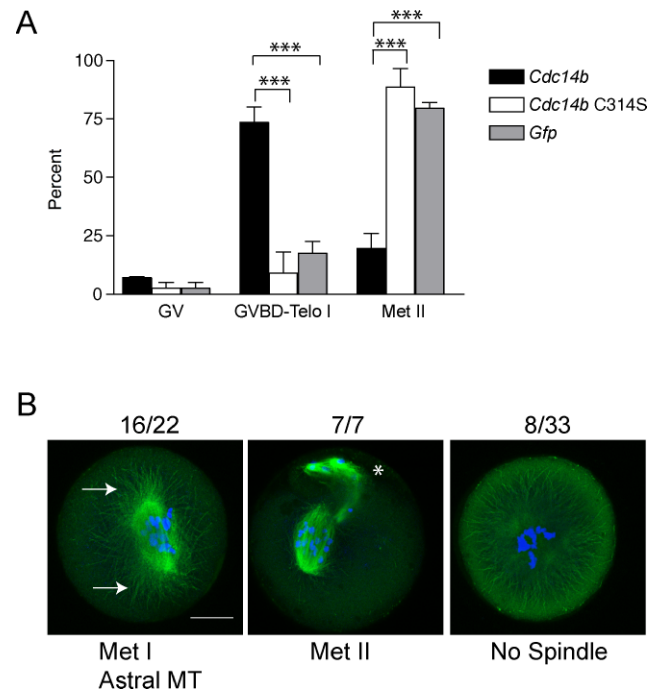 A
*** ***
*** ***
100
75
50
25
0
Percent
GV GVBD-Telo I Met II
Cdc14b
Cdc14b C314S
Gfp
B
16/22 7/7 8/33
*
Met I Met II No Spindle
Astral MT